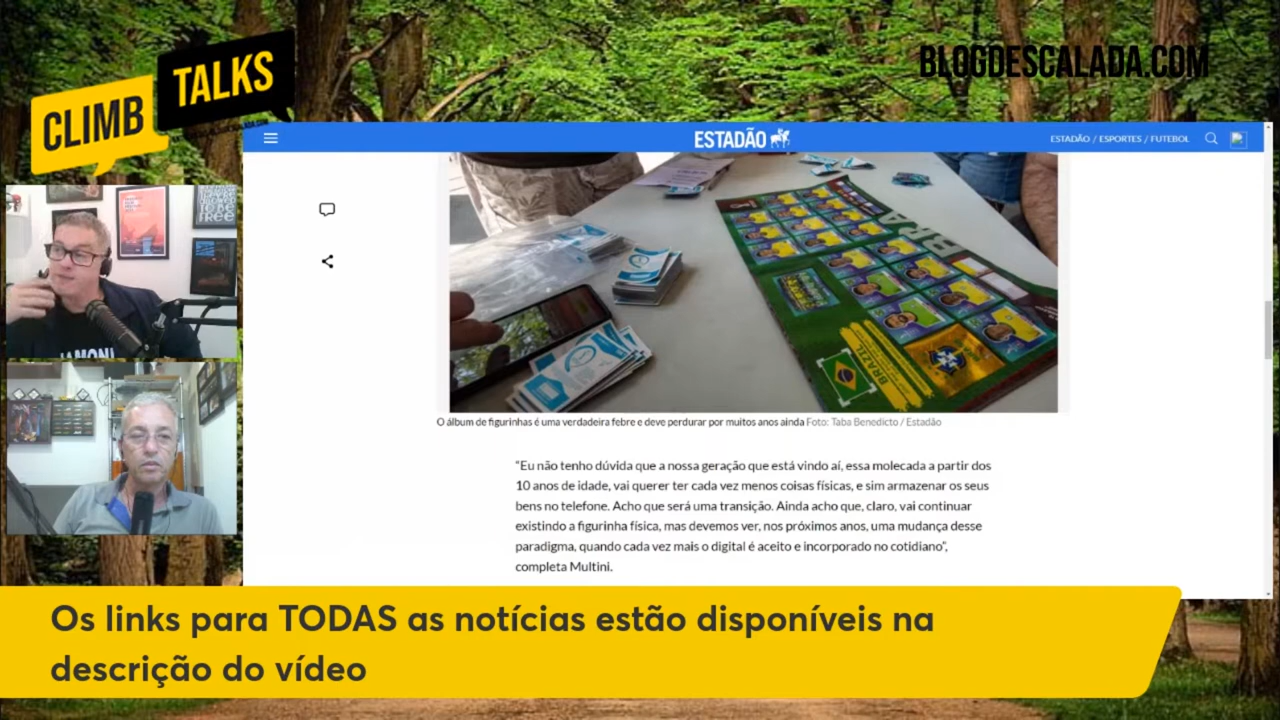 CLIMB
TALKS
BLOGDESCALADA.COM
ESTADÃO
ESTADÃO / ESPORTES / FUTEBOL
BRA
BRAZIL
O álbum de figurinhas é uma verdadeira febre e deve perdurar por muitos anos ainda Foto: Taba Benedicto / Estadão
“Eu não tenho dúvida que a nossa geração que está vindo aí, essa molecada a partir dos
10 anos de idade, vai querer ter cada vez menos coisas físicas, e sim armazenar os seus
bens no telefone. Acho que será uma transição. Ainda acho que, claro, vai continuar
existindo a figurinha física, mas devemos ver, nos próximos anos, uma mudança desse
paradigma, quando cada vez mais o digital é aceito e incorporado no cotidiano”,
completa Multini.
Os links para TODAS as notícias estão disponíveis na
descrição do vídeo